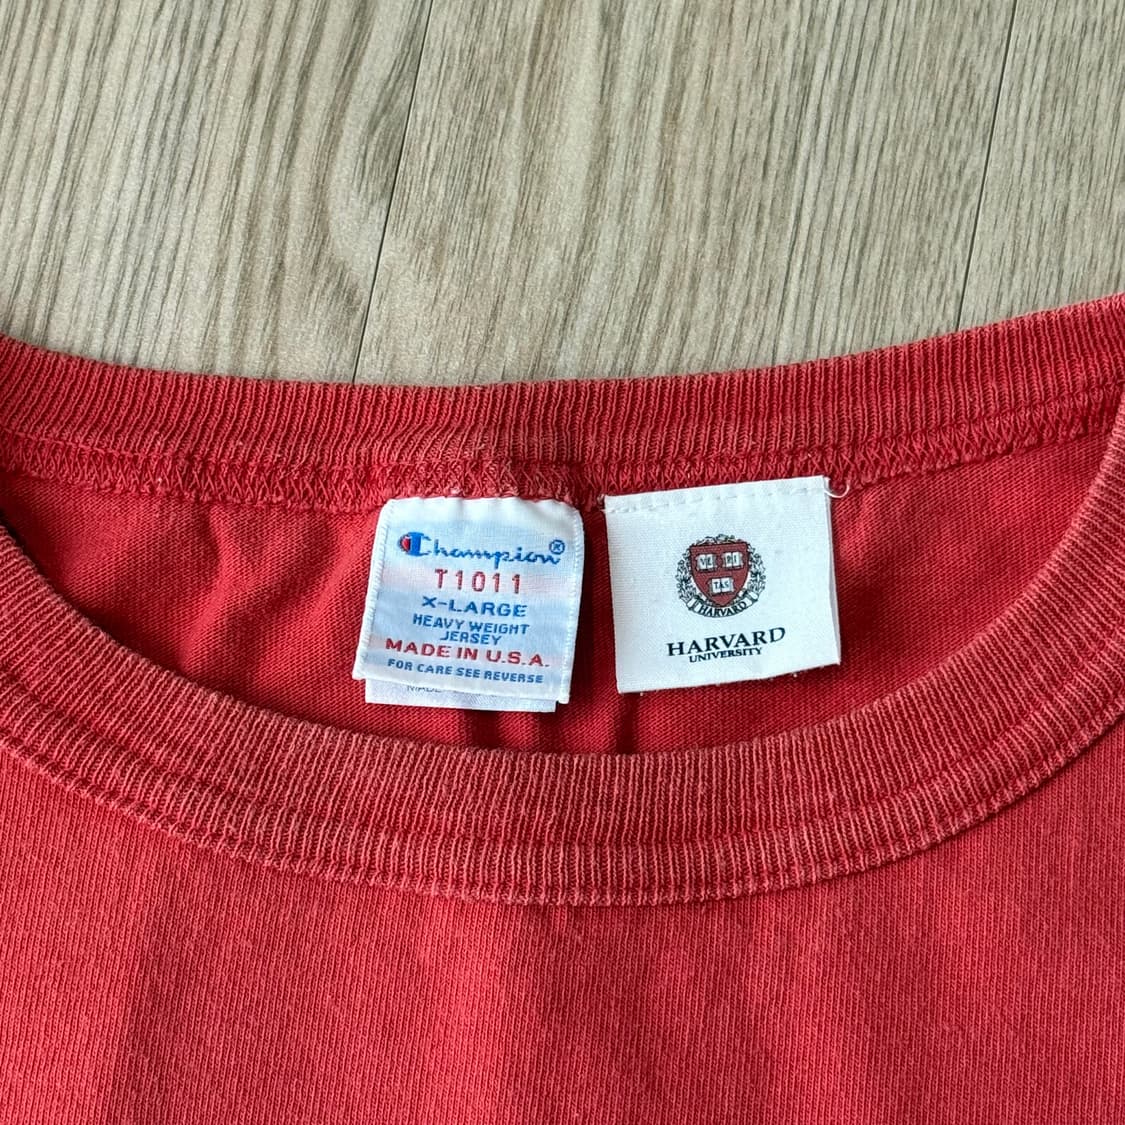 Champion®
T1011
X-LARGE
HEAVY WEIGHT
JERSEY
MADE IN U.S.A.
FOR CARE SEE REVERSE
VE RI
TAS
HARVARD
HARVARD
UNIVERSITY